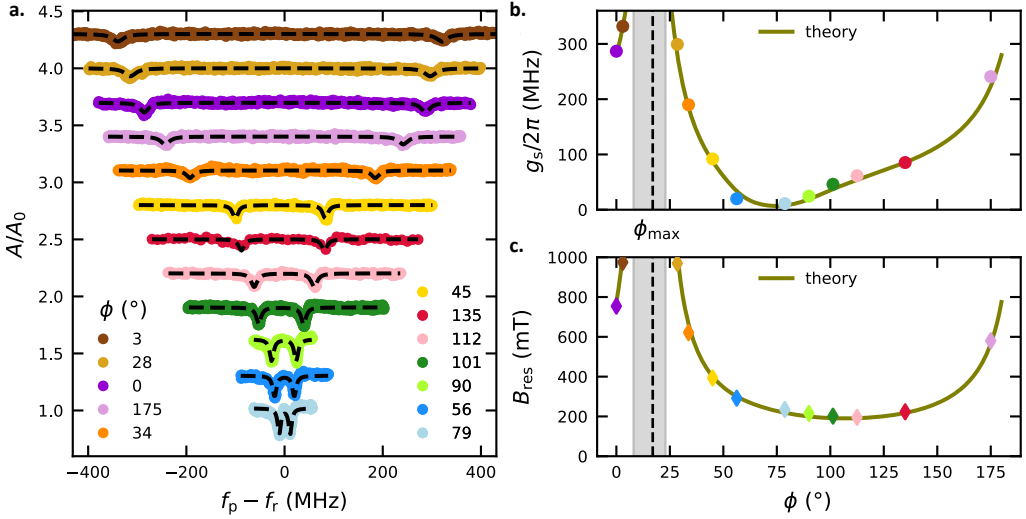 a.
A/A₀
4.5
4.0
3.5
3.0
2.5
2.0
1.5
1.0
ϕ (°)
3
28
0
175
34
45
135
112
101
90
56
79
−400 −200 0 200 400
fₚ − fᵣ (MHz)
b.
gₛ/2π (MHz)
300
200
100
0
theory
ϕmax
c.
Bres (mT)
1000
800
600
400
200
0
theory
0 25 50 75 100 125 150 175
ϕ (°)